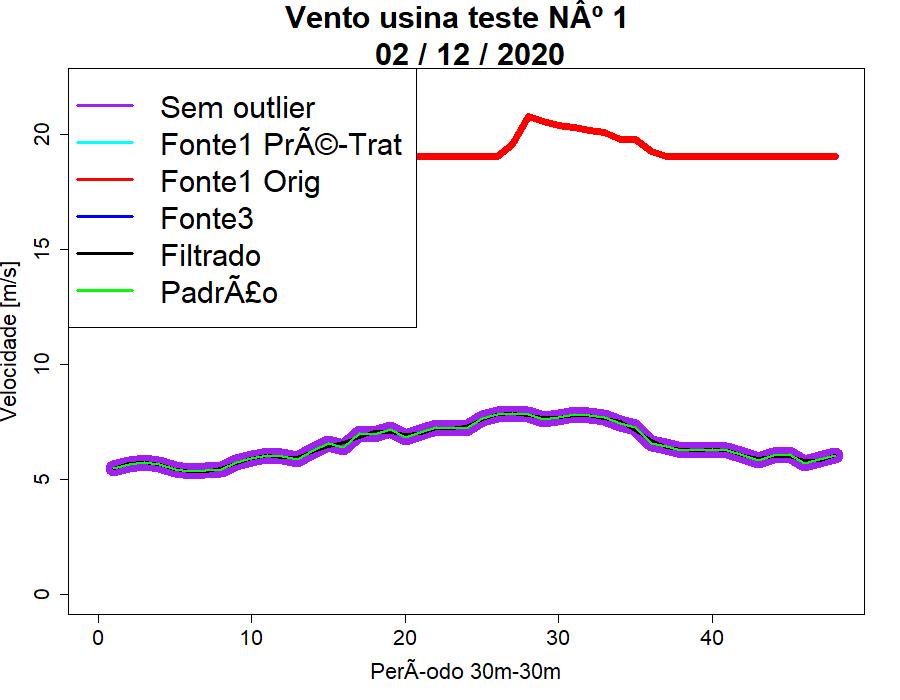 Vento usina teste NÂº 1
02 / 12 / 2020
Sem outlier
Fonte1 PrÃ©-Trat
Fonte1 Orig
Fonte3
Filtrado
PadrÃ£o
Velocidade [m/s]
20
15
10
5
0
0 10 20 30 40
PerÃ-odo 30m-30m